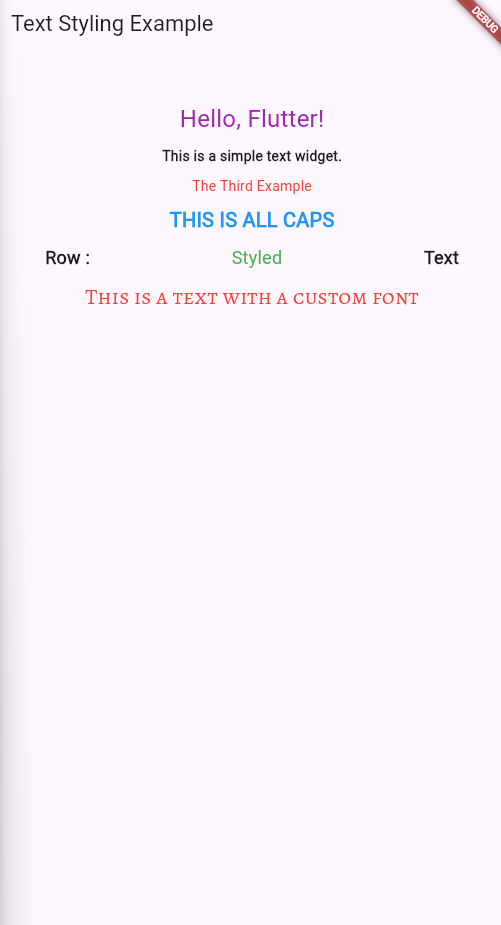 Text Styling Example
DEBUG
Hello, Flutter!
This is a simple text widget.
The Third Example
THIS IS ALL CAPS
Row : Styled Text
This is a text with a custom font